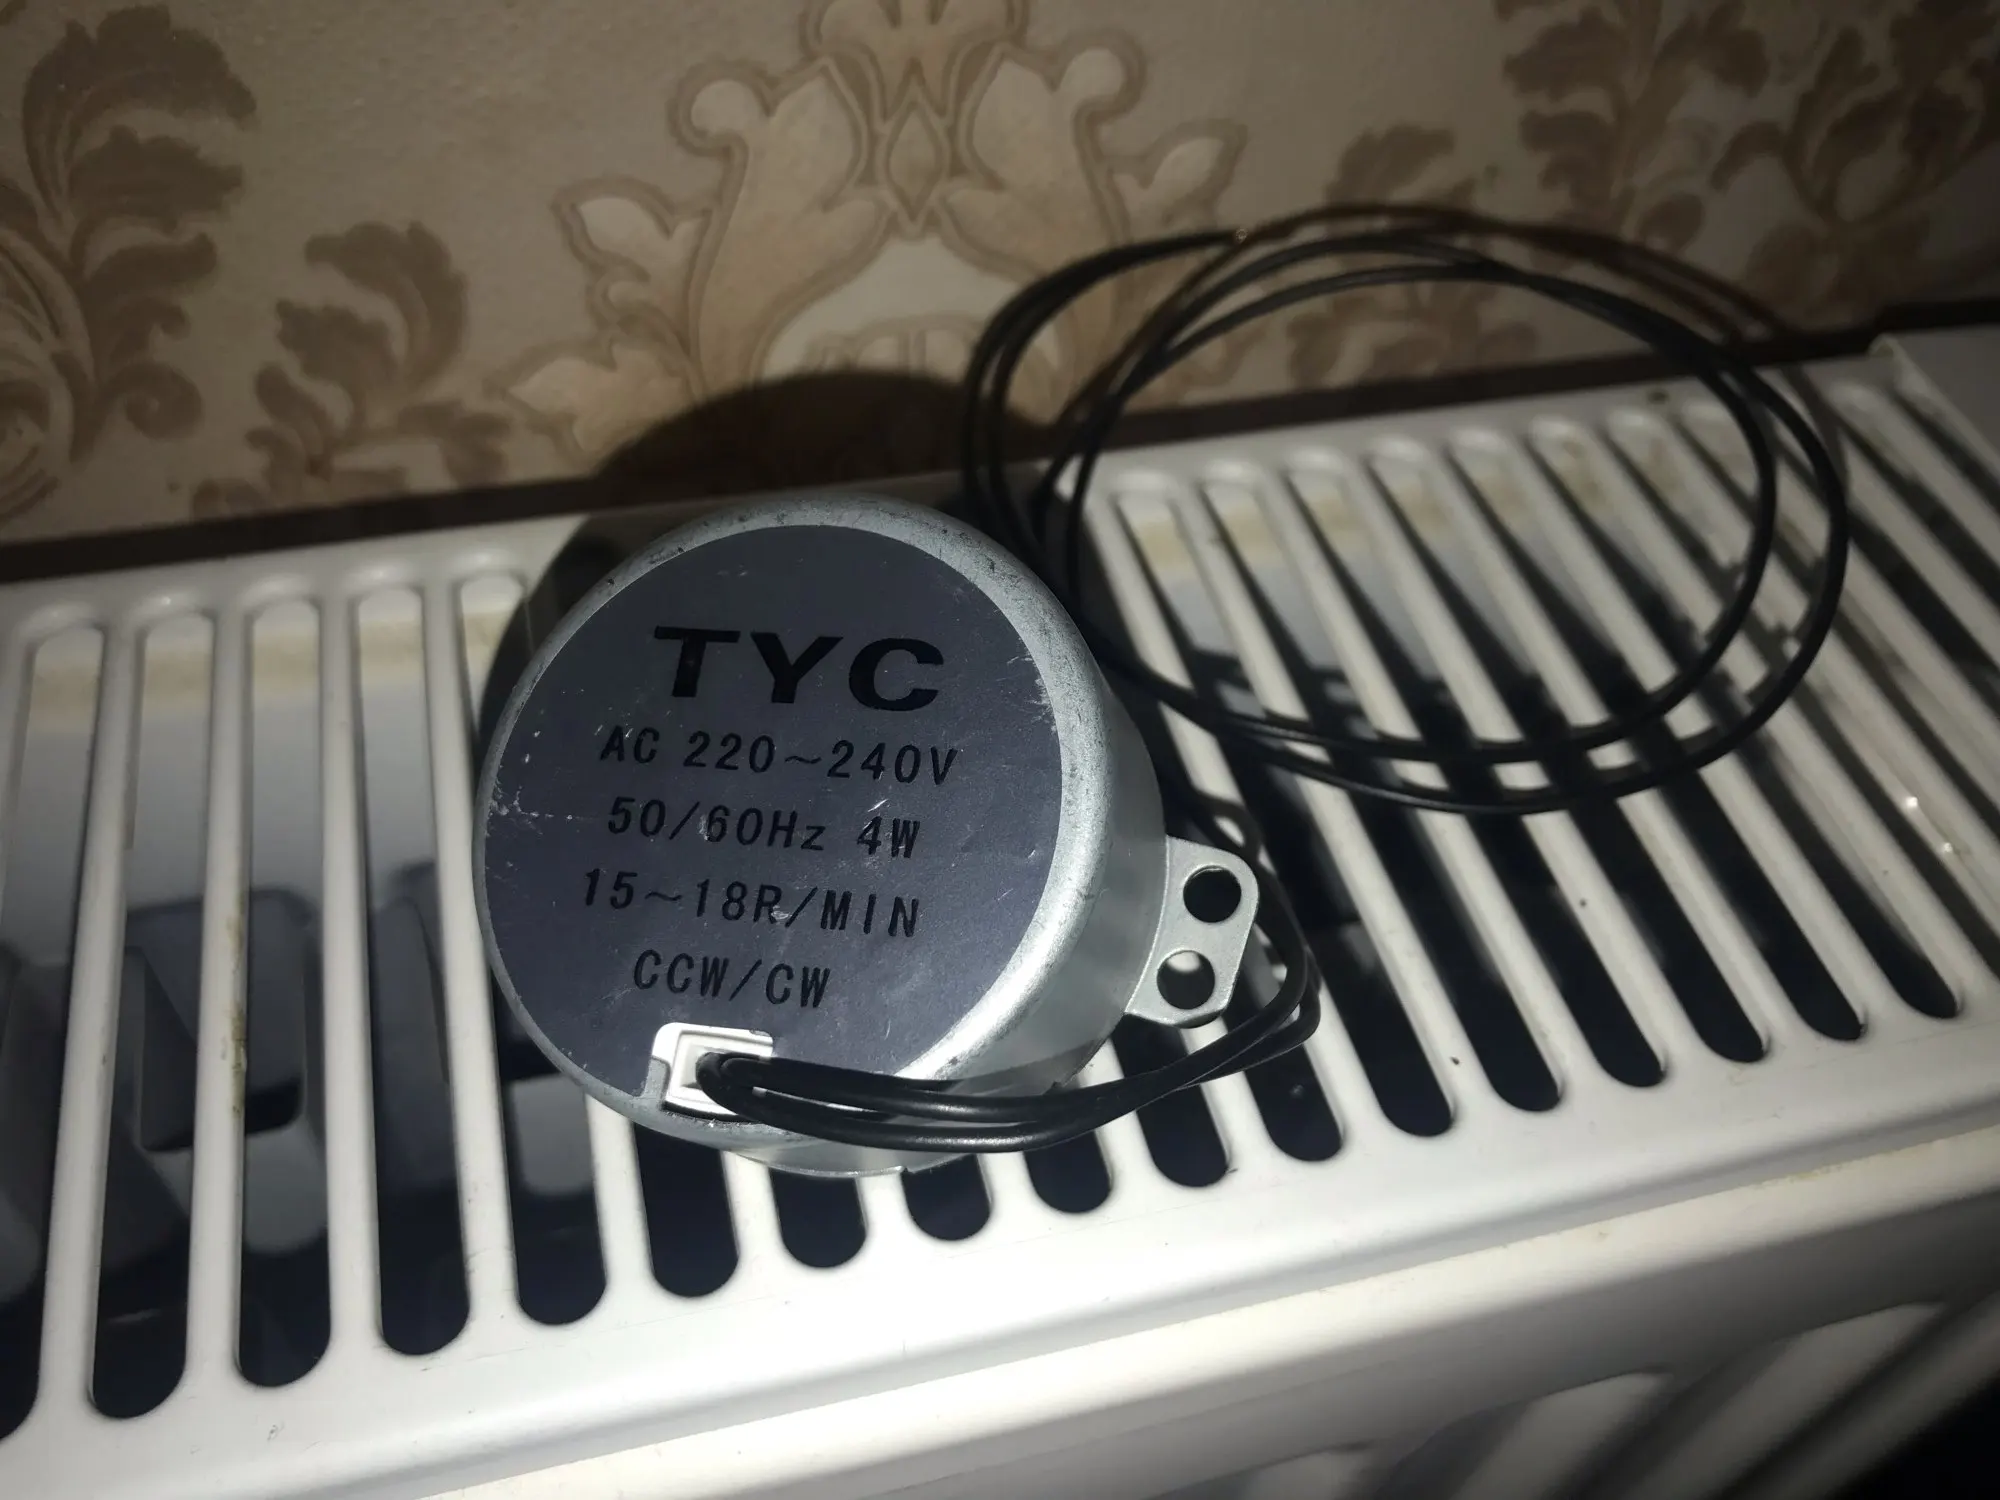 TYC
AC 220~240V
50/60Hz 4W
15~18R/MIN
CCW/CW